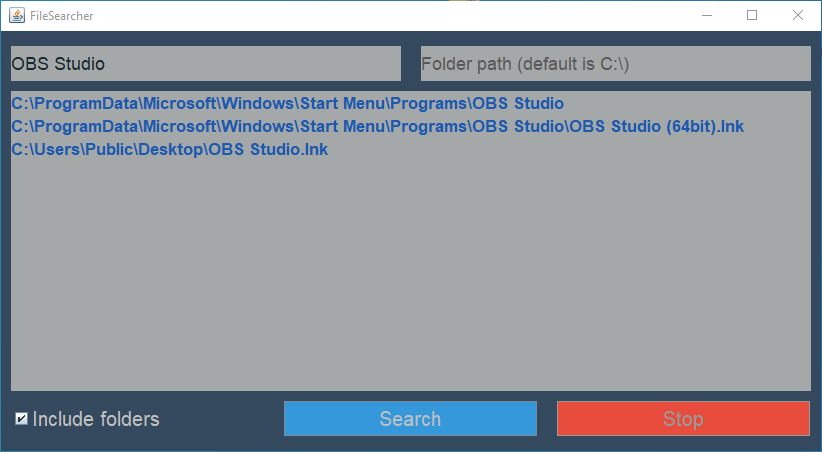 FileSearcher
OBS Studio
Folder path (default is C:\)
C:\ProgramData\Microsoft\Windows\Start Menu\Programs\OBS Studio
C:\ProgramData\Microsoft\Windows\Start Menu\Programs\OBS Studio\OBS Studio (64bit).lnk
C:\Users\Public\Desktop\OBS Studio.lnk
Include folders
Search
Stop